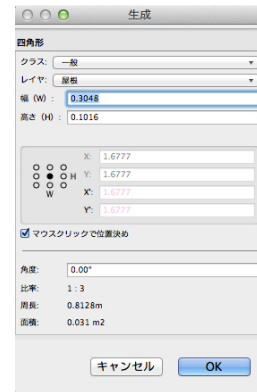 生成
四角形
クラス: 一般
レイヤ: 屋根
幅 (W) : 0.3048
高さ (H) : 0.1016
X: 1.6777
H Y: 1.6777
W X': 1.6777
Y': 1.6777
マウスクリックで位置決め
角度: 0.00°
比率: 1 : 3
周長: 0.8128m
面積: 0.031 m2
キャンセル OK